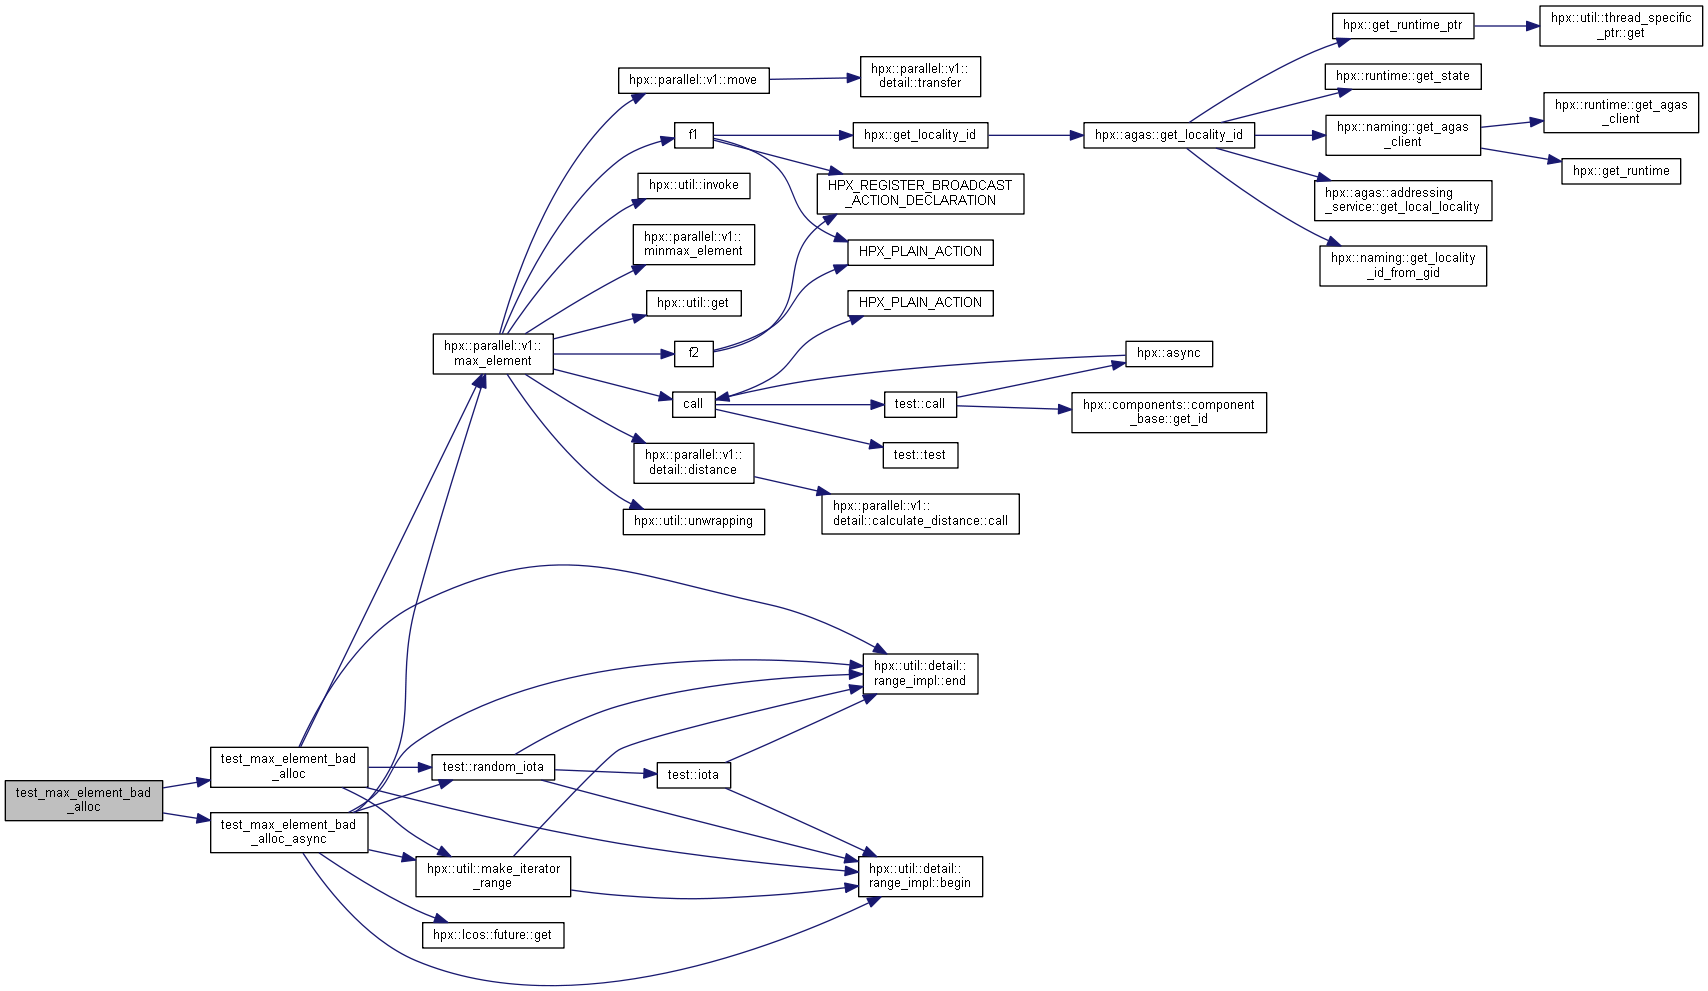 test_max_element_bad
_alloc
test_max_element_bad
_alloc
test_max_element_bad
_alloc_async
hpx::parallel::v1::
max_element
test::random_iota
hpx::util::make_iterator
_range
hpx::lcos::future::get
hpx::parallel::v1::move
f1
hpx::util::invoke
hpx::parallel::v1::
minmax_element
hpx::util::get
f2
call
hpx::parallel::v1::
detail::distance
hpx::util::unwrapping
test::iota
hpx::parallel::v1::
detail::transfer
hpx::get_locality_id
HPX_REGISTER_BROADCAST
_ACTION_DECLARATION
HPX_PLAIN_ACTION
HPX_PLAIN_ACTION
test::call
test::test
hpx::parallel::v1::
detail::calculate_distance::call
hpx::util::detail::
range_impl::end
hpx::util::detail::
range_impl::begin
hpx::agas::get_locality_id
hpx::async
hpx::components::component
_base::get_id
hpx::get_runtime_ptr
hpx::runtime::get_state
hpx::naming::get_agas
_client
hpx::agas::addressing
_service::get_local_locality
hpx::naming::get_locality
_id_from_gid
hpx::util::thread_specific
_ptr::get
hpx::runtime::get_agas
_client
hpx::get_runtime